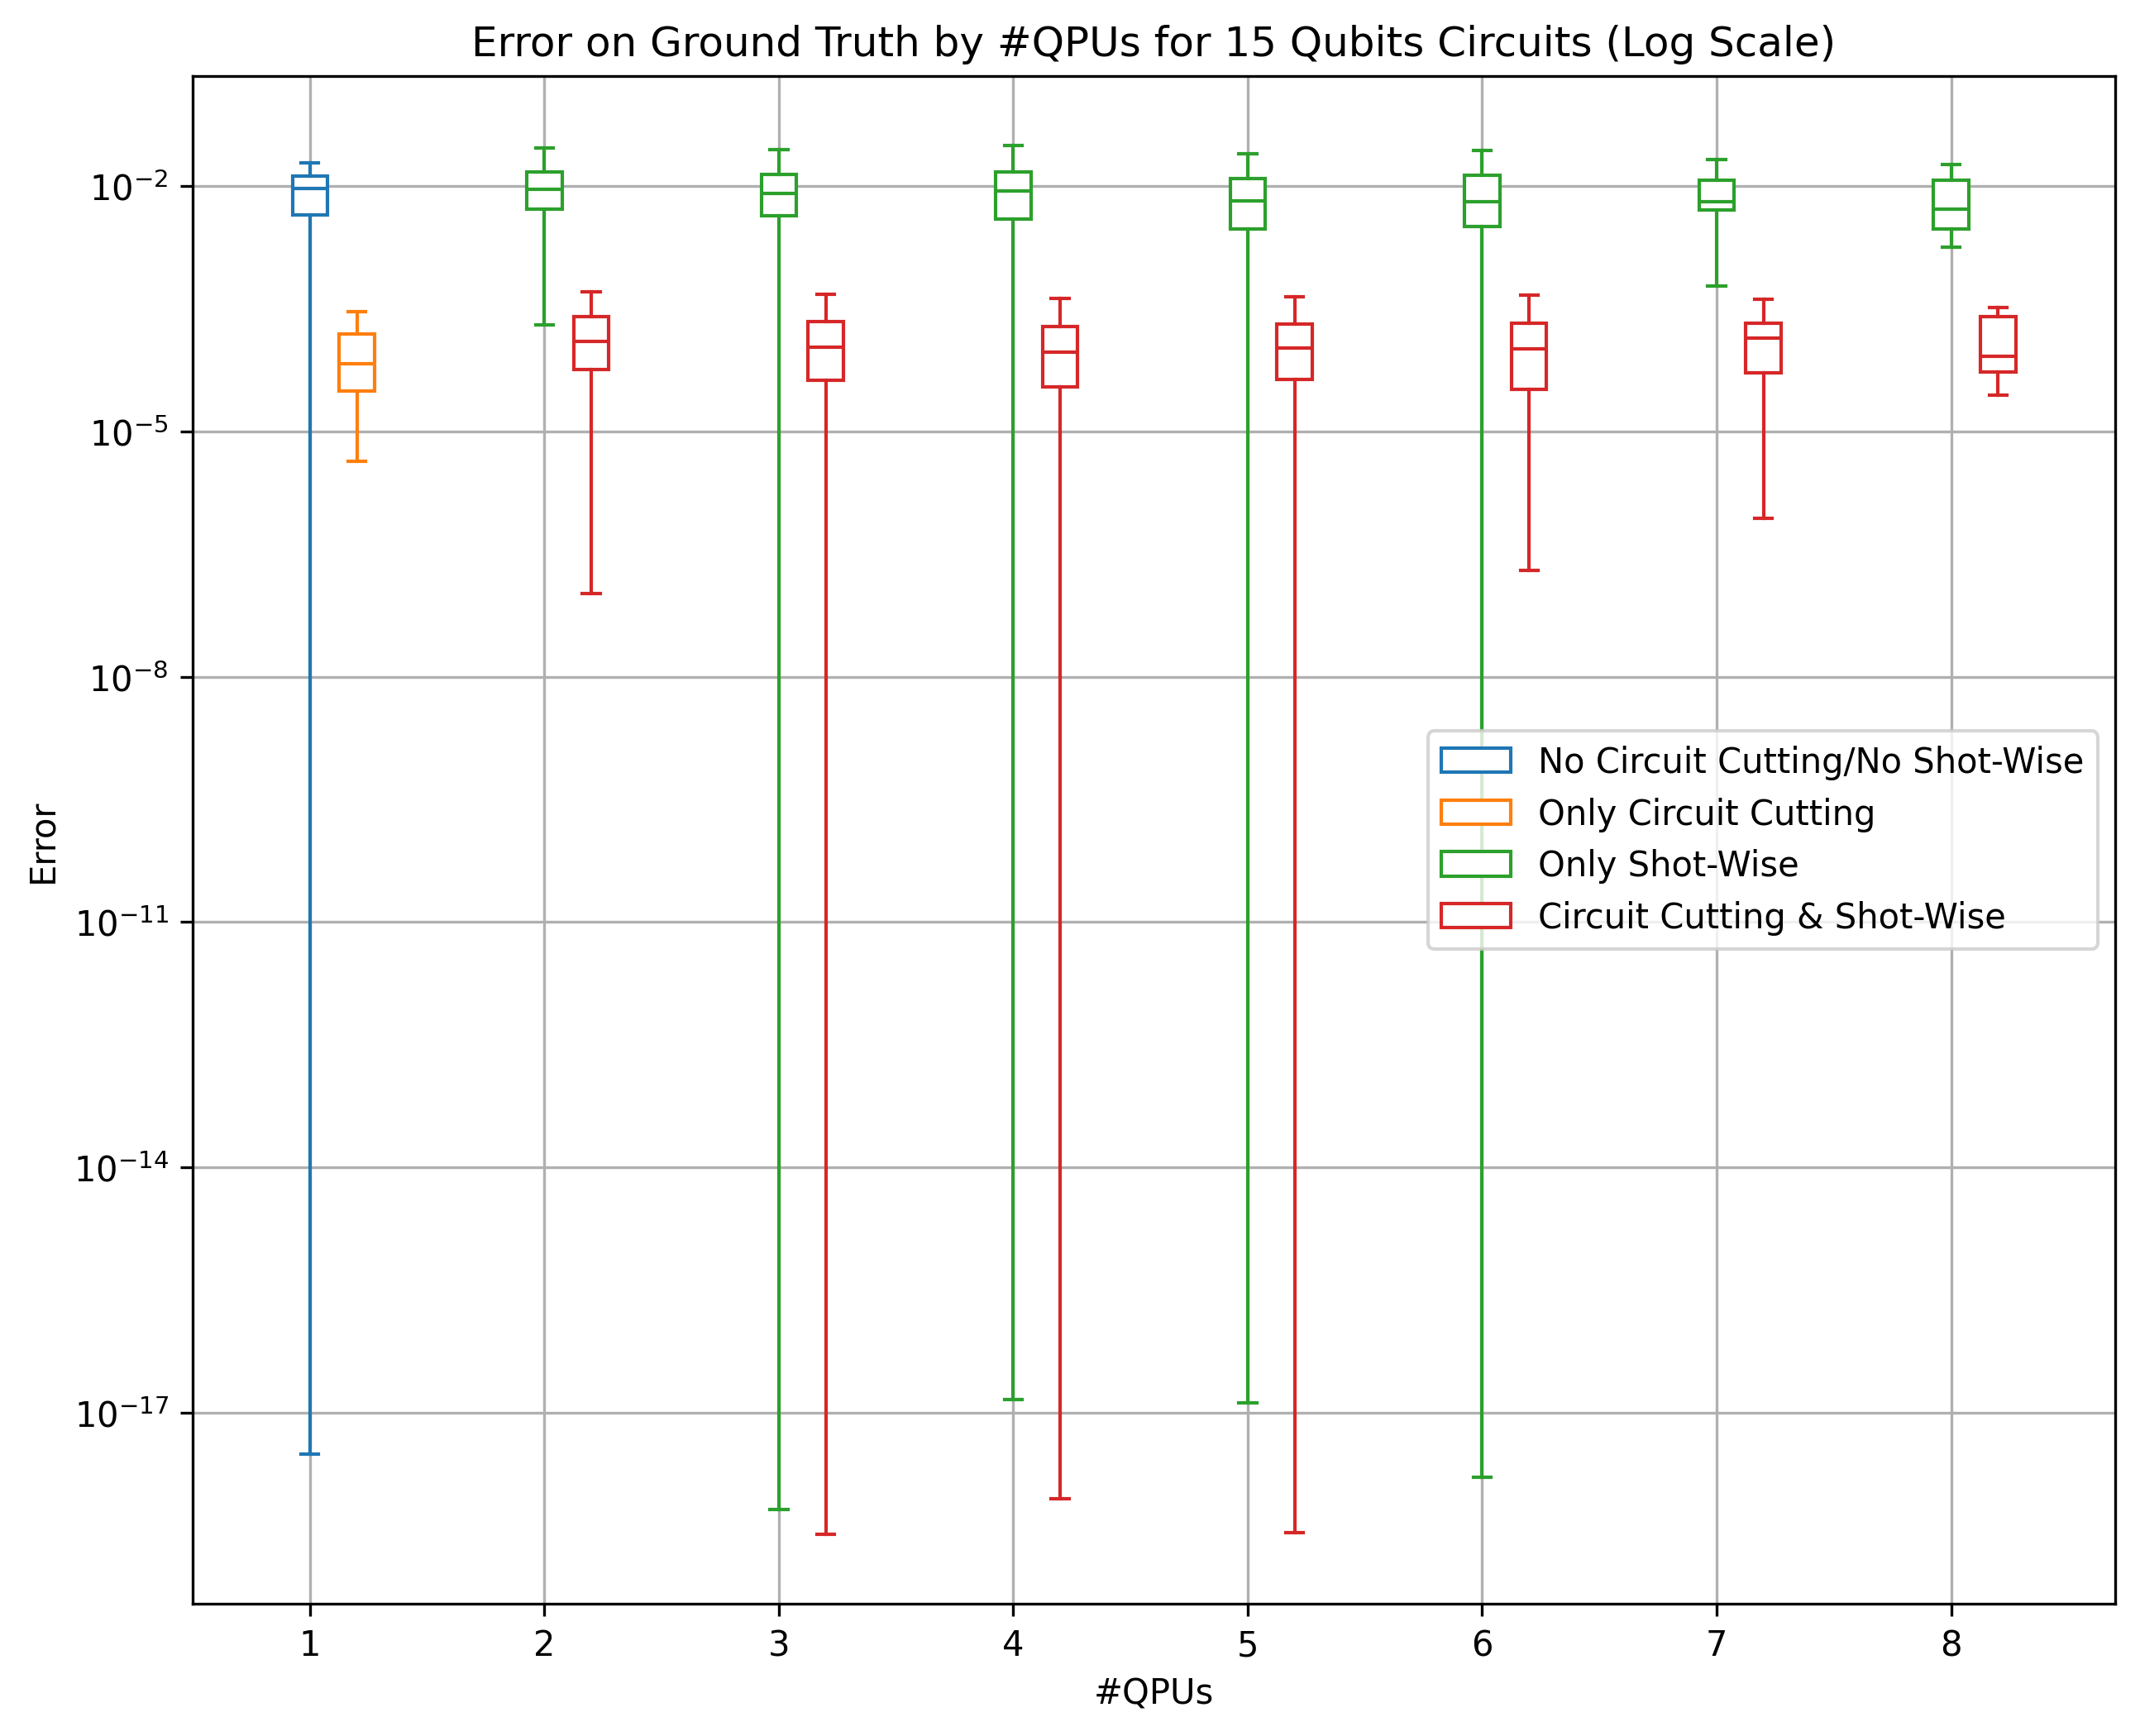 Error on Ground Truth by #QPUs for 15 Qubits Circuits (Log Scale)
Error
10⁻²
10⁻⁵
10⁻⁸
10⁻¹¹
10⁻¹⁴
10⁻¹⁷
No Circuit Cutting/No Shot-Wise
Only Circuit Cutting
Only Shot-Wise
Circuit Cutting & Shot-Wise
1 2 3 4 5 6 7 8
#QPUs